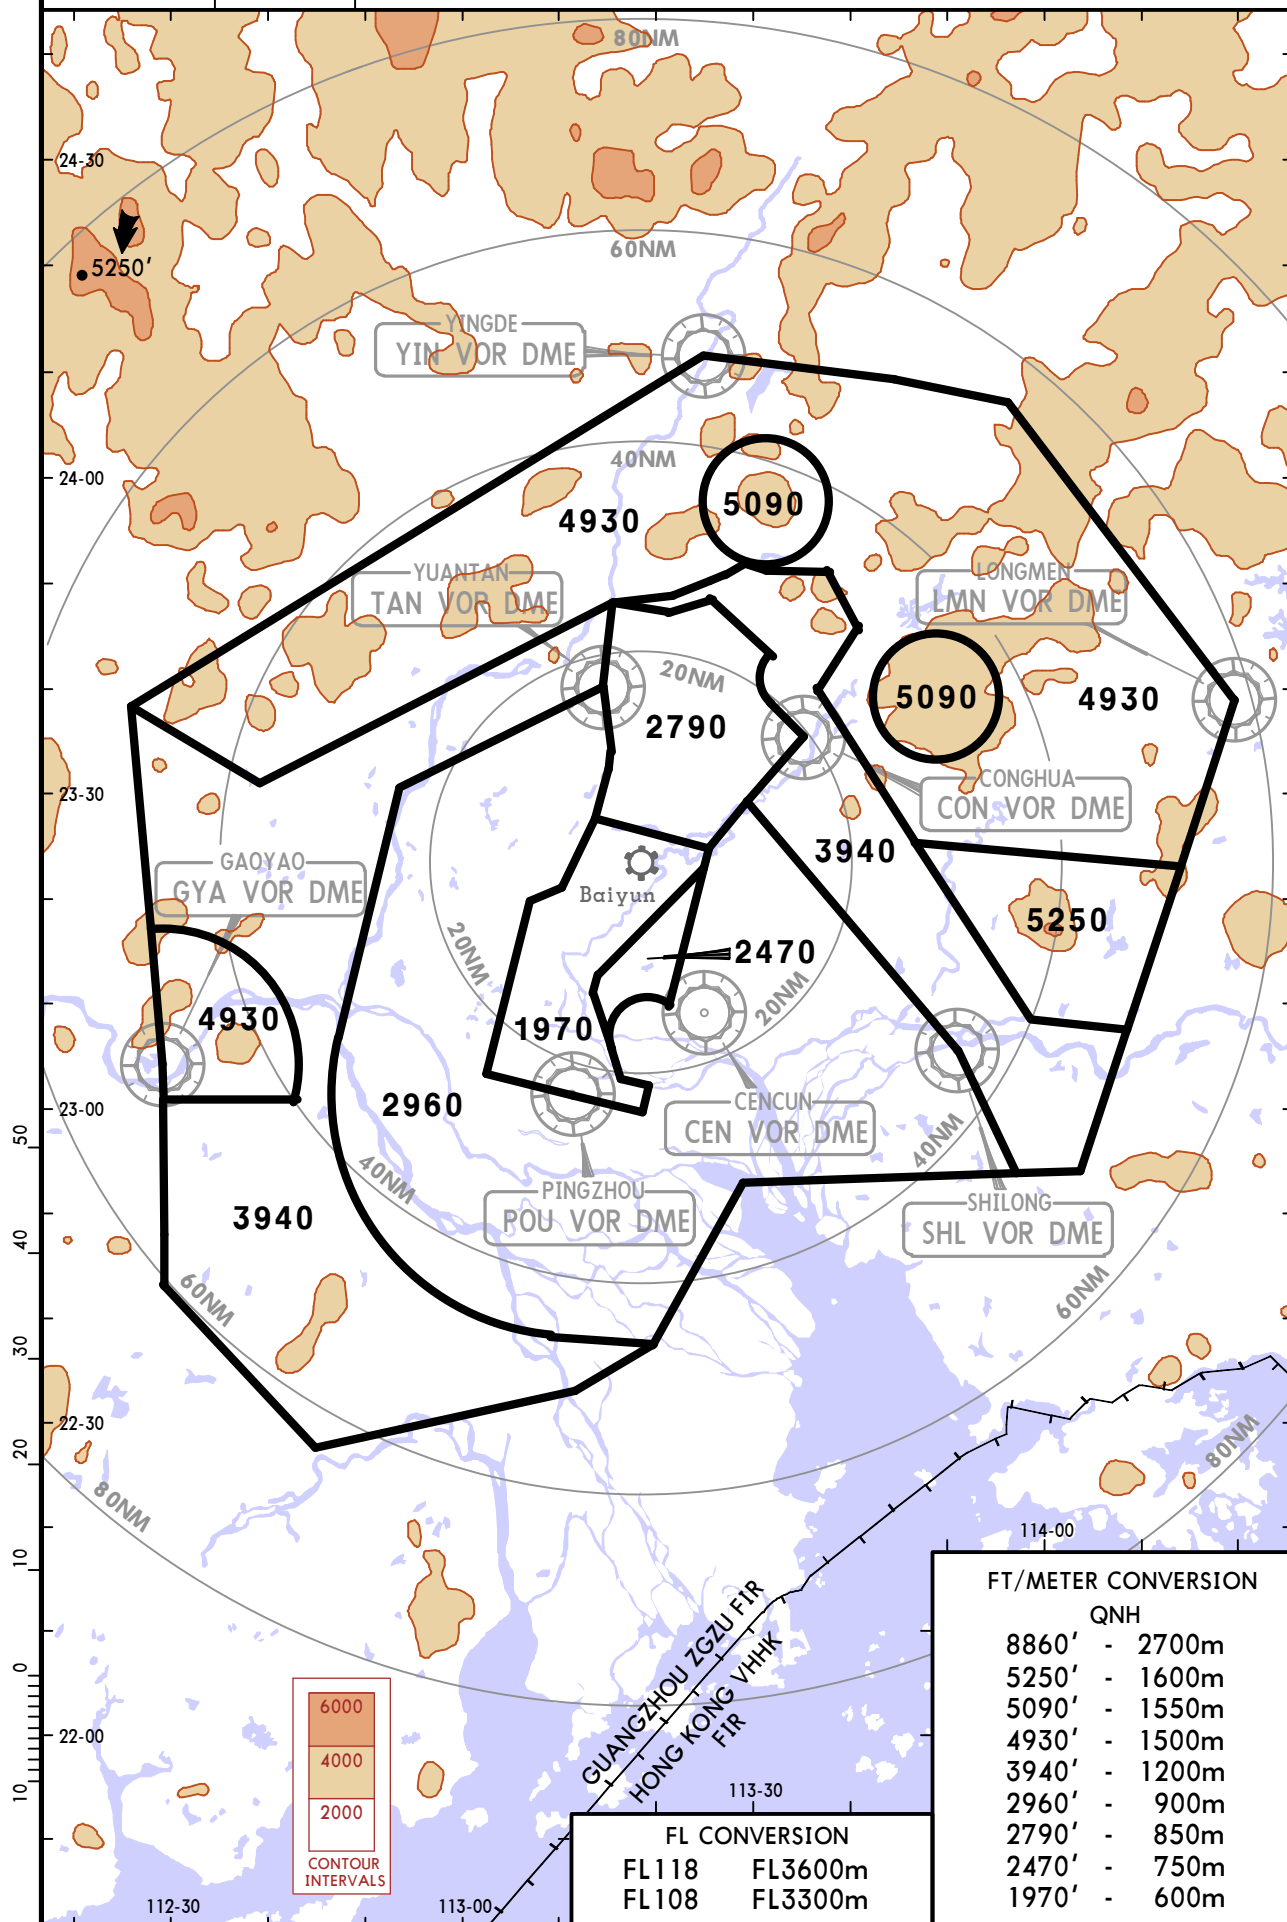 80NM
24-30
60NM
5250'
YINGDE
YIN VOR DME
40NM
24-00
5090
4930
YUANTAN
TAN VOR DME
LONGMEN
LMN VOR DME
20NM
2790
5090
4930
CONGHUA
CON VOR DME
23-30
3940
GAOYAO
GYA VOR DME
Baiyun
5250
20NM
2470
20NM
4930
1970
2960
23-00
CENCUN
CEN VOR DME
50
40NM
40NM
PINGZHOU
POU VOR DME
SHILONG
SHL VOR DME
3940
40
60NM
60NM
30
22-30
20
80NM
80NM
114-00
10
GUANGZHOU ZGZU FIR
HONG KONG VHHK
FIR
0
22-00
10
6000
4000
2000
CONTOUR
INTERVALS
113-30
112-30
113-00
FL CONVERSION
FL118 FL3600m
FL108 FL3300m
FT/METER CONVERSION
QNH
8860' - 2700m
5250' - 1600m
5090' - 1550m
4930' - 1500m
3940' - 1200m
2960' - 900m
2790' - 850m
2470' - 750m
1970' - 600m